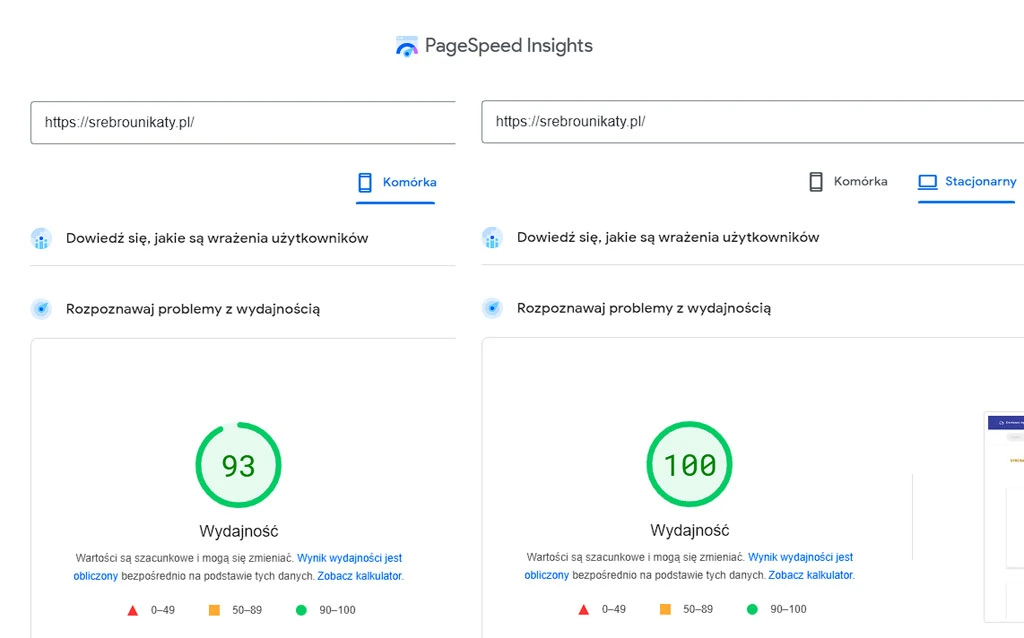 PageSpeed Insights
https://srebrounikaty.pl/
Komórka
Dowiedź się, jakie są wrażenia użytkowników
Rozpoznawaj problemy z wydajnością
93
Wydajność
Wartości są szacunkowe i mogą się zmieniać. Wynik wydajności jest
obliczony bezpośrednio na podstawie tych danych. Zobacz kalkulator.
0–49 50–89 90–100
https://srebrounikaty.pl/
Komórka Stacjonarny
Dowiedź się, jakie są wrażenia użytkowników
Rozpoznawaj problemy z wydajnością
100
Wydajność
Wartości są szacunkowe i mogą się zmieniać. Wynik wydajności jest
obliczony bezpośrednio na podstawie tych danych. Zobacz kalkulator.
0–49 50–89 90–100